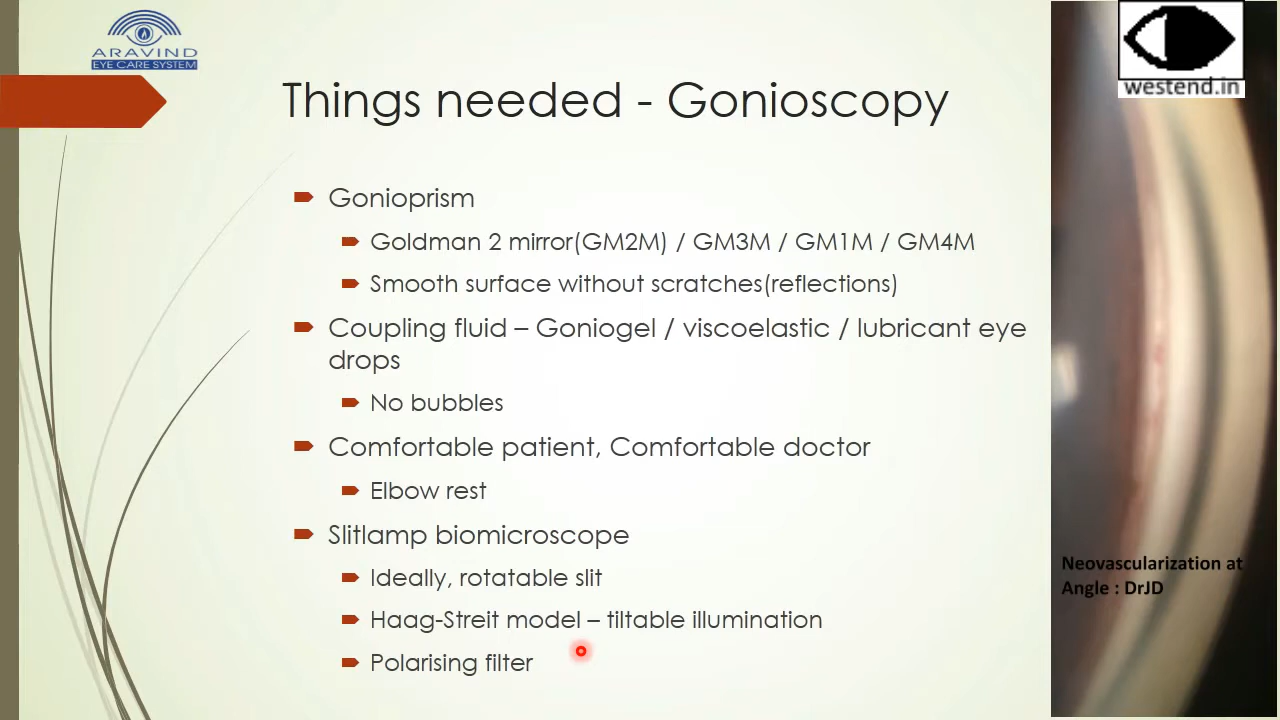 ARAVIND
EYE CARE SYSTEM
westend.in
Things needed - Gonioscopy
Gonioprism
Goldman 2 mirror(GM2M) / GM3M / GM1M / GM4M
Smooth surface without scratches(reflections)
Coupling fluid – Goniogel / viscoelastic / lubricant eye
drops
No bubbles
Comfortable patient, Comfortable doctor
Elbow rest
Slitlamp biomicroscope
Ideally, rotatable slit
Haag-Streit model – tiltable illumination
Polarising filter
Neovascularization at
Angle : DrJD